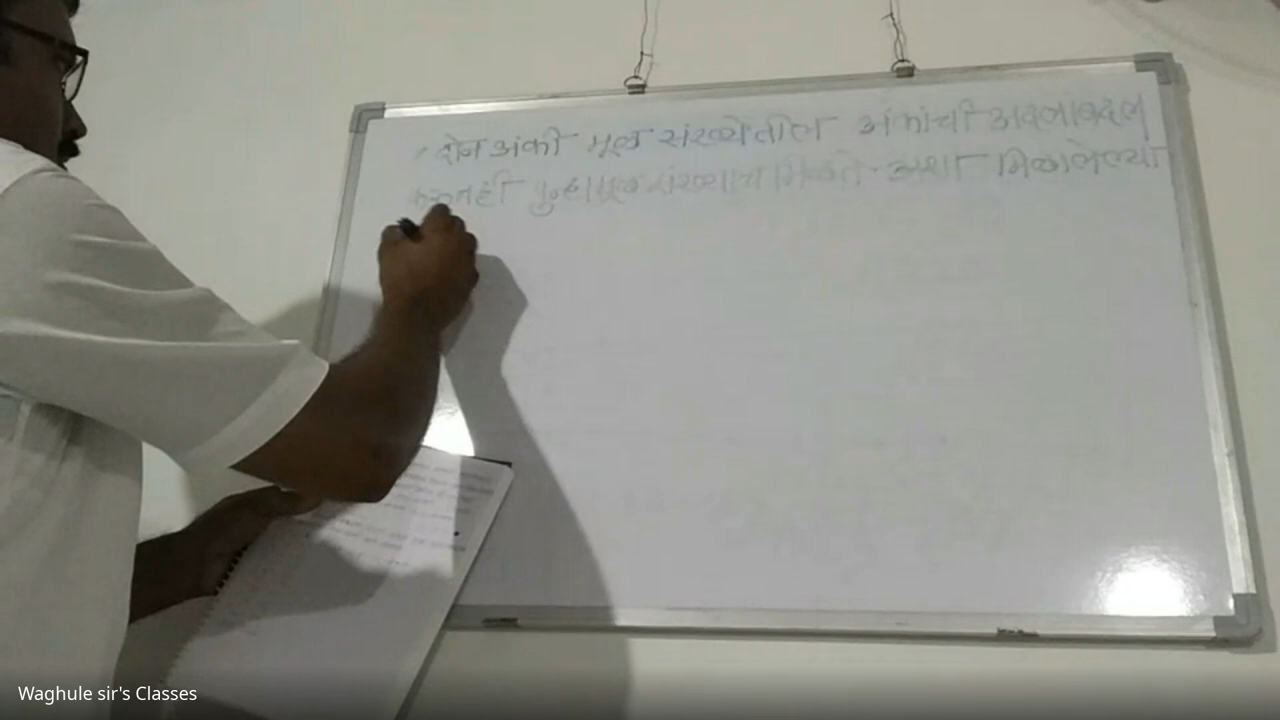 दोन अंकी मूळ संख्येतील अंकांची अदलाबदल
करूनही पुन्हा मूळ संख्याच मिळते. अशा मिळालेल्या
Waghule sir's Classes